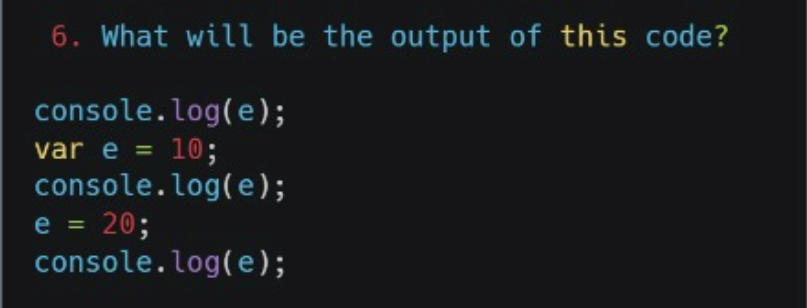 6. What will be the output of this code?
console.log(e);
var e = 10;
console.log(e);
e = 20;
console.log(e);